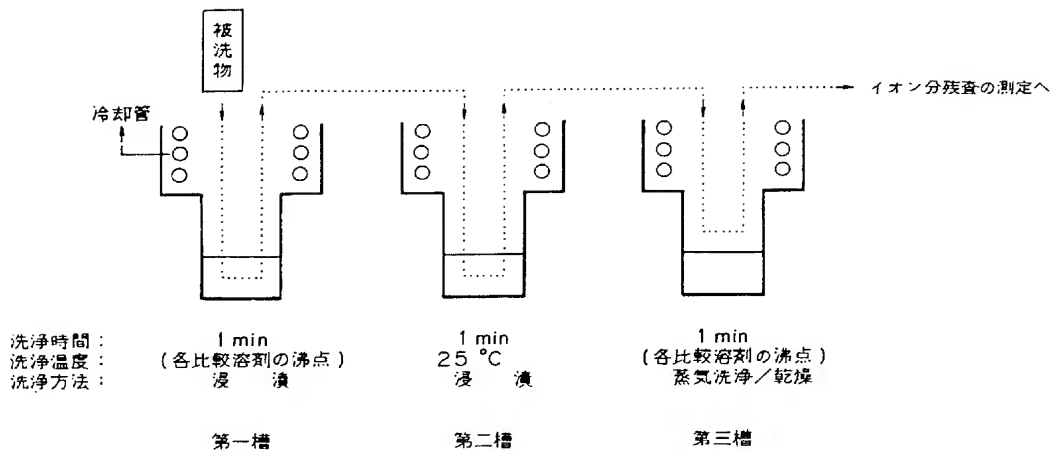 被洗物
冷却管
イオン分残査の測定へ
洗浄時間： 1 min 1 min 1 min
洗浄温度： (各比較溶剤の沸点) 25 °C (各比較溶剤の沸点)
洗浄方法： 浸 漬 浸 漬 蒸気洗浄／乾燥
第一槽 第二槽 第三槽